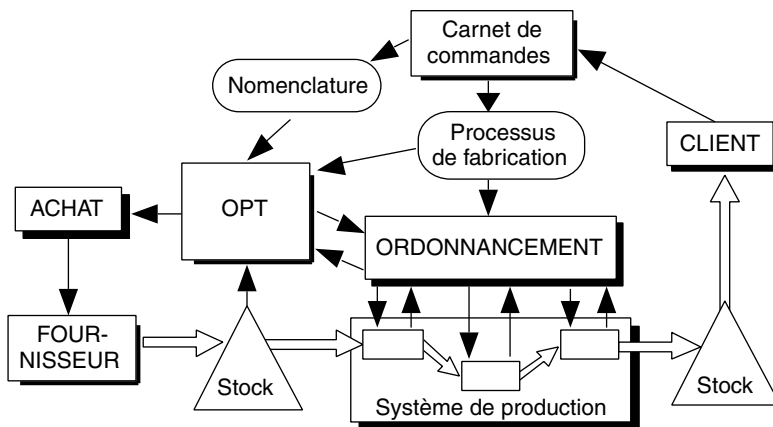 Carnet de
commandes
Nomenclature
Processus
de fabrication
CLIENT
ACHAT
OPT
ORDONNANCEMENT
FOUR-
NISSEUR
Stock
Système de production
Stock